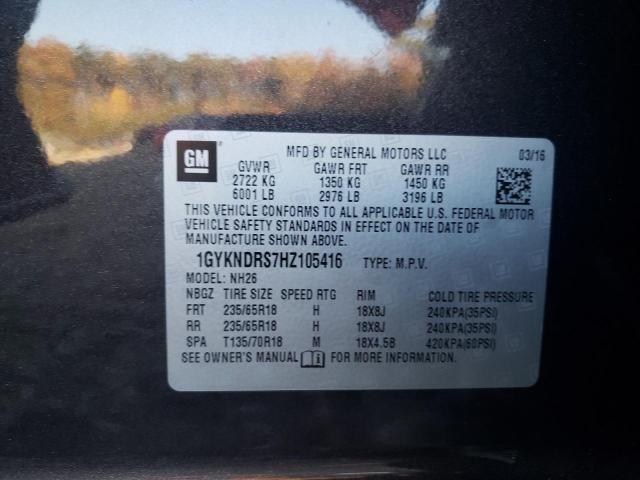 GM
MFD BY GENERAL MOTORS LLC 03/16
GVWR GAWR FRT GAWR RR
2722 KG 1350 KG 1450 KG
6001 LB 2976 LB 3196 LB
THIS VEHICLE CONFORMS TO ALL APPLICABLE U.S. FEDERAL MOTOR
VEHICLE SAFETY STANDARDS IN EFFECT ON THE DATE OF
MANUFACTURE SHOWN ABOVE.
1GYKNDRS7HZ105416 TYPE: M.P.V.
MODEL: NH26
NBGZ TIRE SIZE SPEED RTG RIM COLD TIRE PRESSURE
FRT 235/65R18 H 18X8J 240KPA(35PSI)
RR 235/65R18 H 18X8J 240KPA(35PSI)
SPA T135/70R18 M 18X4.5B 420KPA(60PSI)
SEE OWNER'S MANUAL FOR MORE INFORMATION.